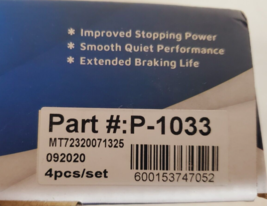 * Improved Stopping Power
* Smooth Quiet Performance
* Extended Braking Life
Part #:P-1033
MT72320071325
092020
4pcs/set
600153747052